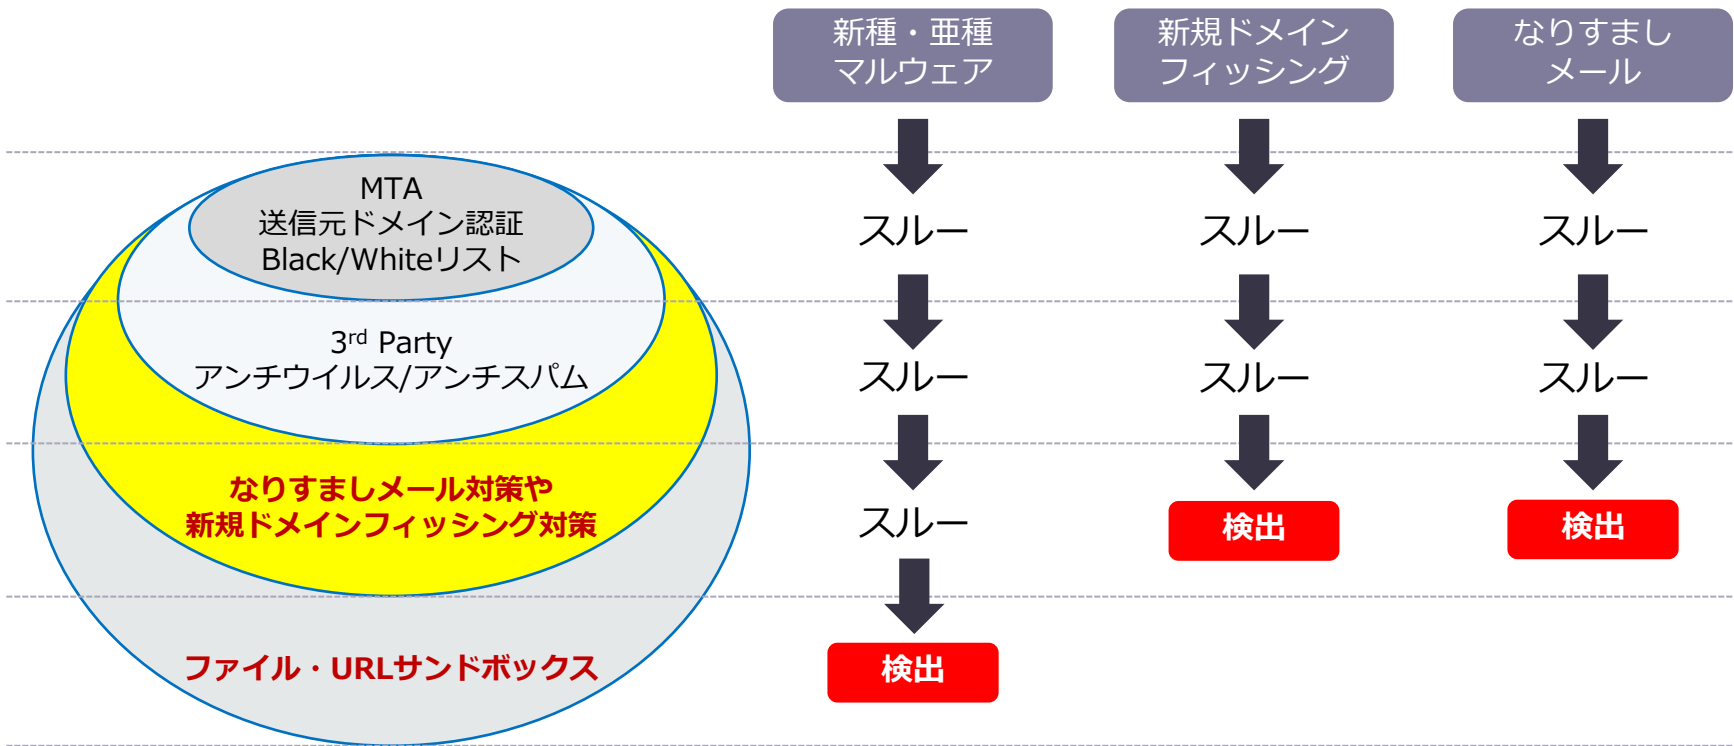 新種・亜種
マルウェア
新規ドメイン
フィッシング
なりすまし
メール
MTA
送信元ドメイン認証
Black/Whiteリスト
スルー
スルー
スルー
3rd Party
アンチウイルス/アンチスパム
スルー
スルー
スルー
なりすましメール対策や
新規ドメインフィッシング対策
スルー
検出
検出
ファイル・URLサンドボックス
検出